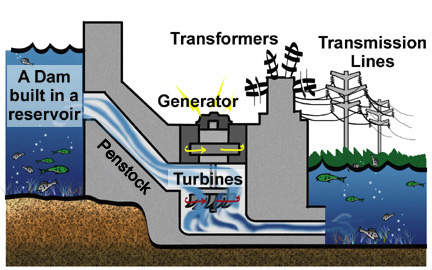 Transformers
Transmission
Lines
A Dam
built in a
reservoir
Generator
Penstock
Turbines